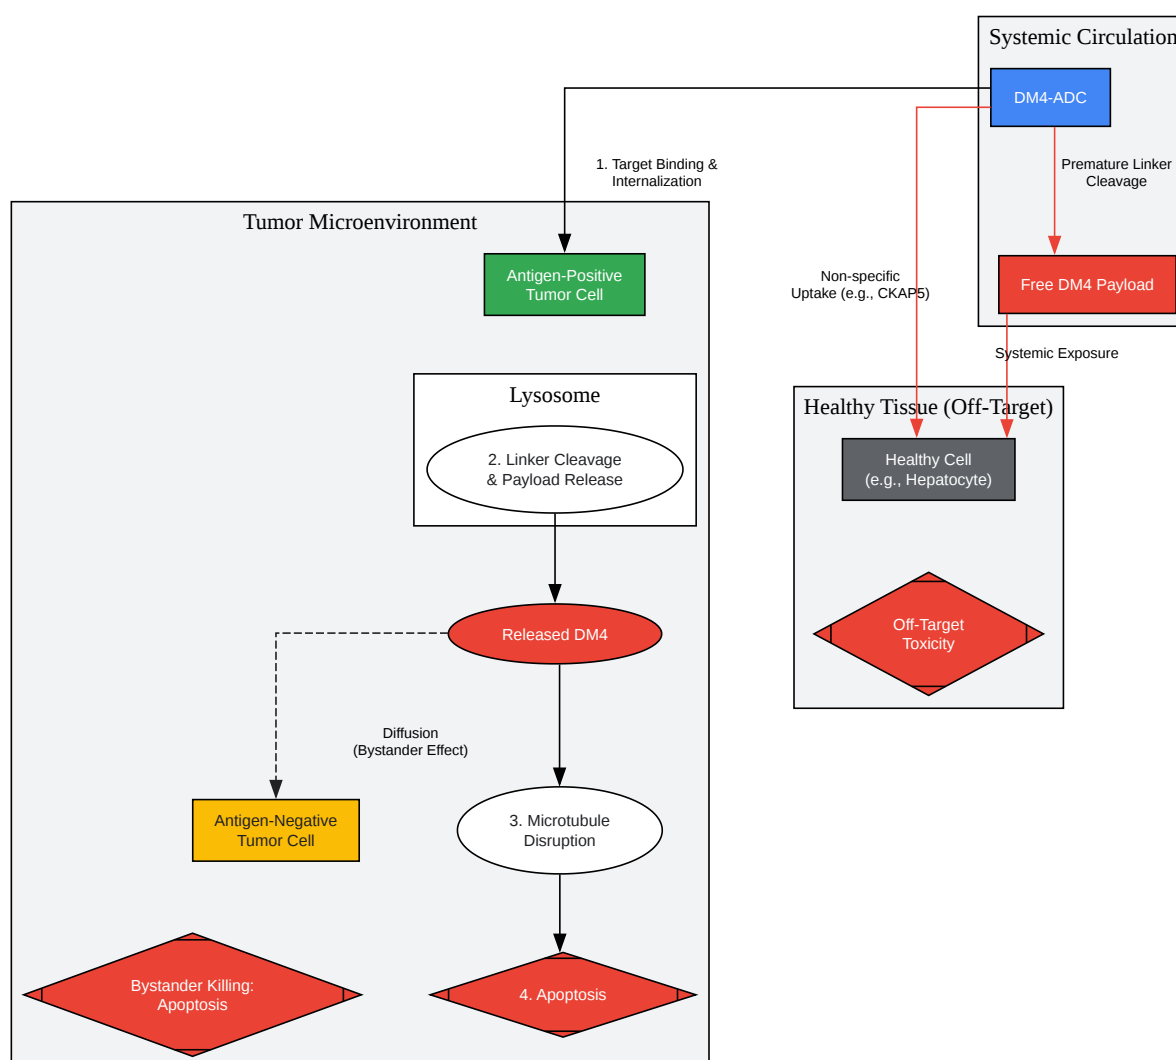 Systemic Circulation
DM4-ADC
Premature Linker
Cleavage
1. Target Binding &
Internalization
Tumor Microenvironment
Antigen-Positive
Tumor Cell
Non-specific
Uptake (e.g., CKAP5)
Free DM4 Payload
Systemic Exposure
Lysosome
Healthy Tissue (Off-Target)
2. Linker Cleavage
& Payload Release
Healthy Cell
(e.g., Hepatocyte)
Released DM4
Off-Target
Toxicity
Diffusion
(Bystander Effect)
Antigen-Negative
Tumor Cell
3. Microtubule
Disruption
Bystander Killing:
Apoptosis
4. Apoptosis